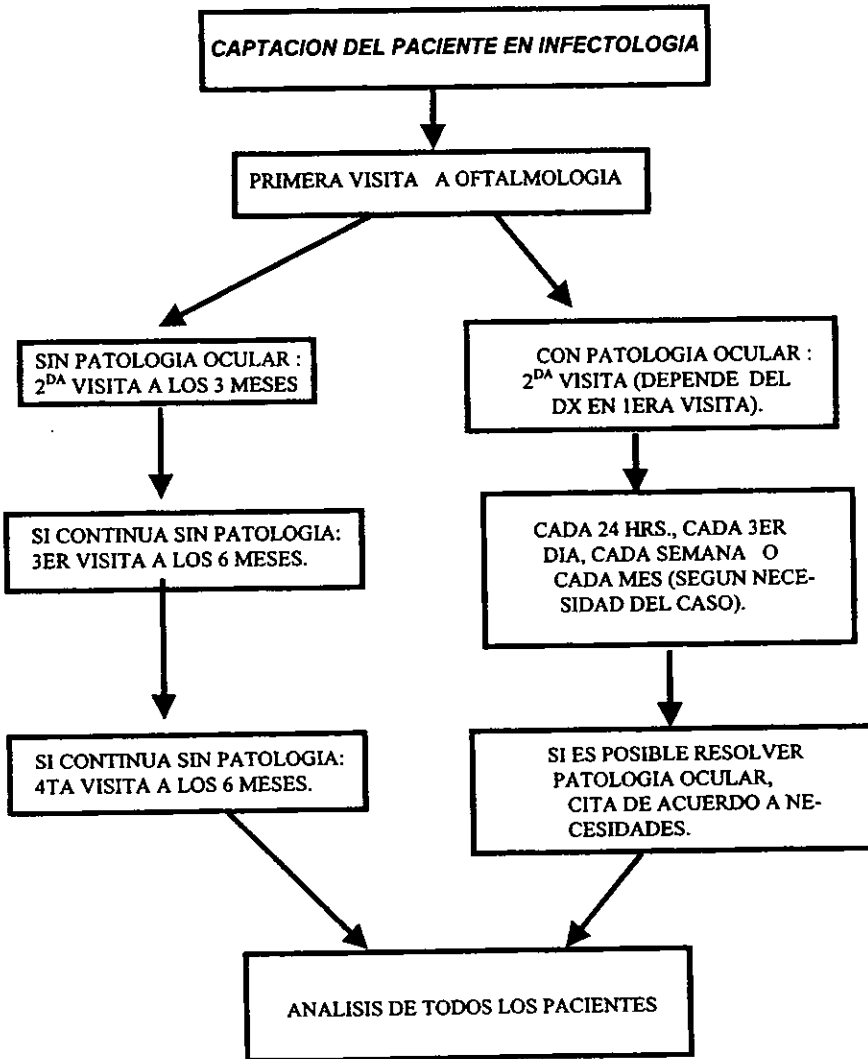 CAPTACION DEL PACIENTE EN INFECTOLOGIA
PRIMERA VISITA A OFTALMOLOGIA
SIN PATOLOGIA OCULAR :
2DA VISITA A LOS 3 MESES
CON PATOLOGIA OCULAR :
2DA VISITA (DEPENDE DEL
DX EN 1ERA VISITA).
SI CONTINUA SIN PATOLOGIA:
3ER VISITA A LOS 6 MESES.
CADA 24 HRS., CADA 3ER
DIA, CADA SEMANA O
CADA MES (SEGUN NECE-
SIDAD DEL CASO).
SI CONTINUA SIN PATOLOGIA:
4TA VISITA A LOS 6 MESES.
SI ES POSIBLE RESOLVER
PATOLOGIA OCULAR,
CITA DE ACUERDO A NE-
CESIDADES.
ANALISIS DE TODOS LOS PACIENTES